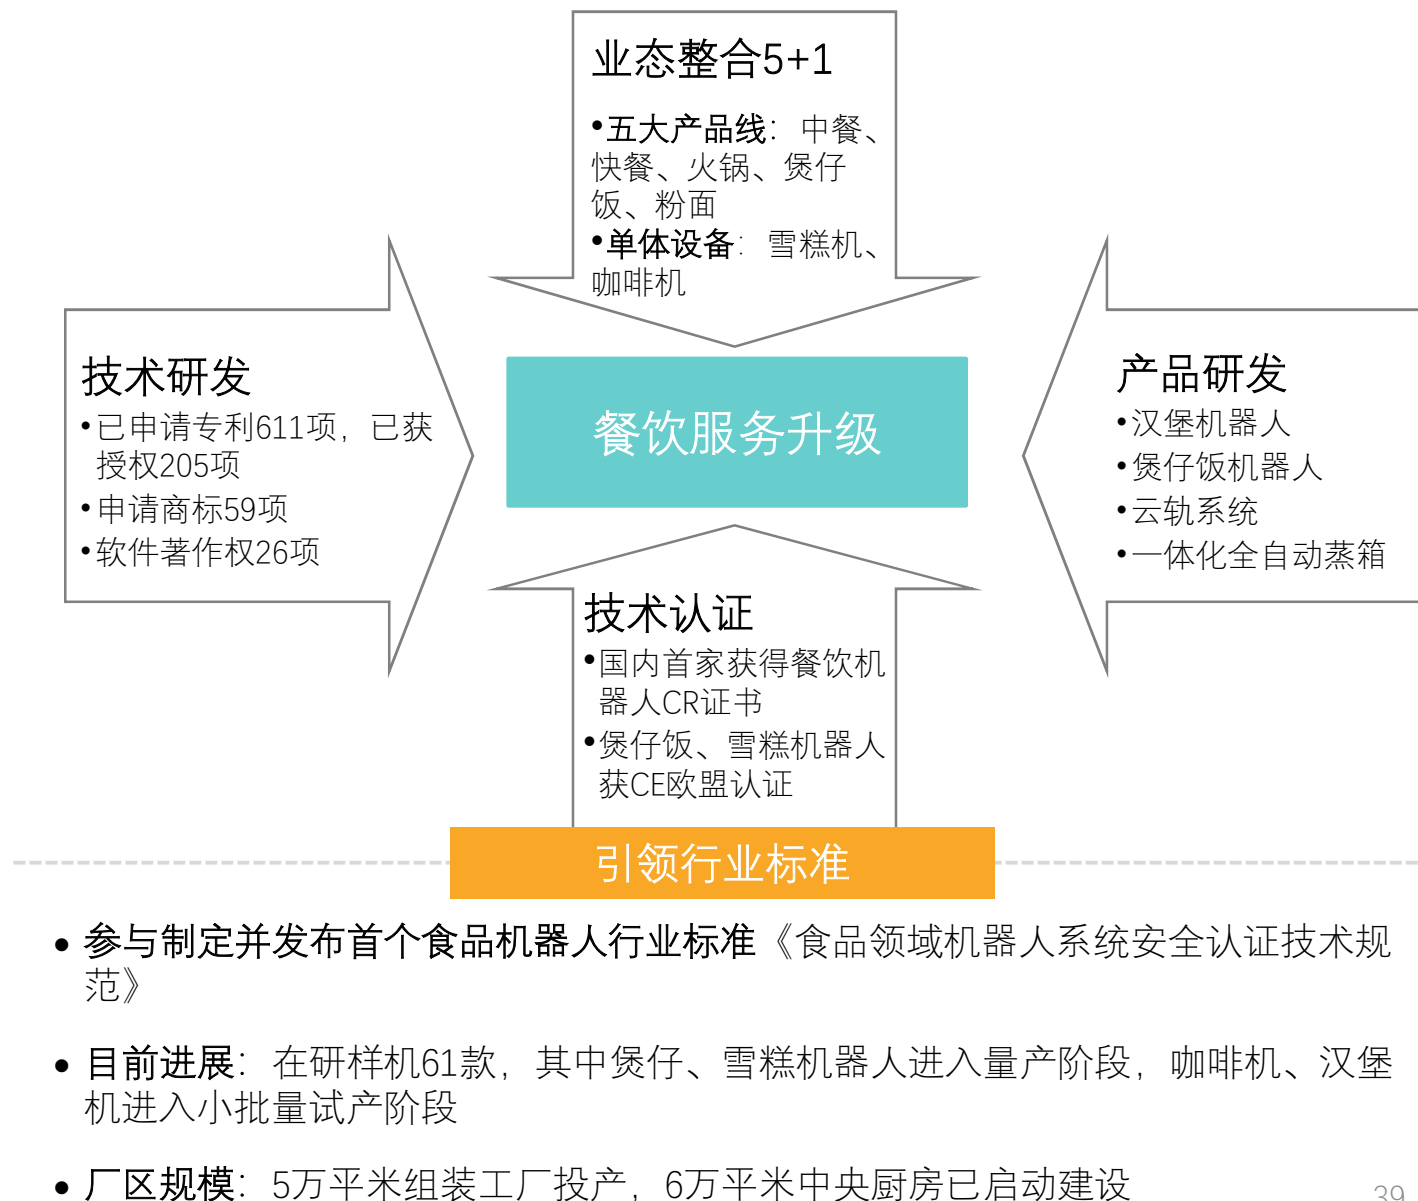 业态整合5+1
•五大产品线：中餐、
快餐、火锅、煲仔
饭、粉面
•单体设备：雪糕机、
咖啡机
技术研发
•已申请专利611项，已获
授权205项
•申请商标59项
•软件著作权26项
餐饮服务升级
产品研发
•汉堡机器人
•煲仔饭机器人
•云轨系统
•一体化全自动蒸箱
技术认证
•国内首家获得餐饮机
器人CR证书
•煲仔饭、雪糕机器人
获CE欧盟认证
引领行业标准
•参与制定并发布首个食品机器人行业标准《食品领域机器人系统安全认证技术规
范》
•目前进展：在研样机61款，其中煲仔、雪糕机器人进入量产阶段，咖啡机、汉堡
机进入小批量试产阶段
•厂区规模：5万平米组装工厂投产，6万平米中央厨房已启动建设
39